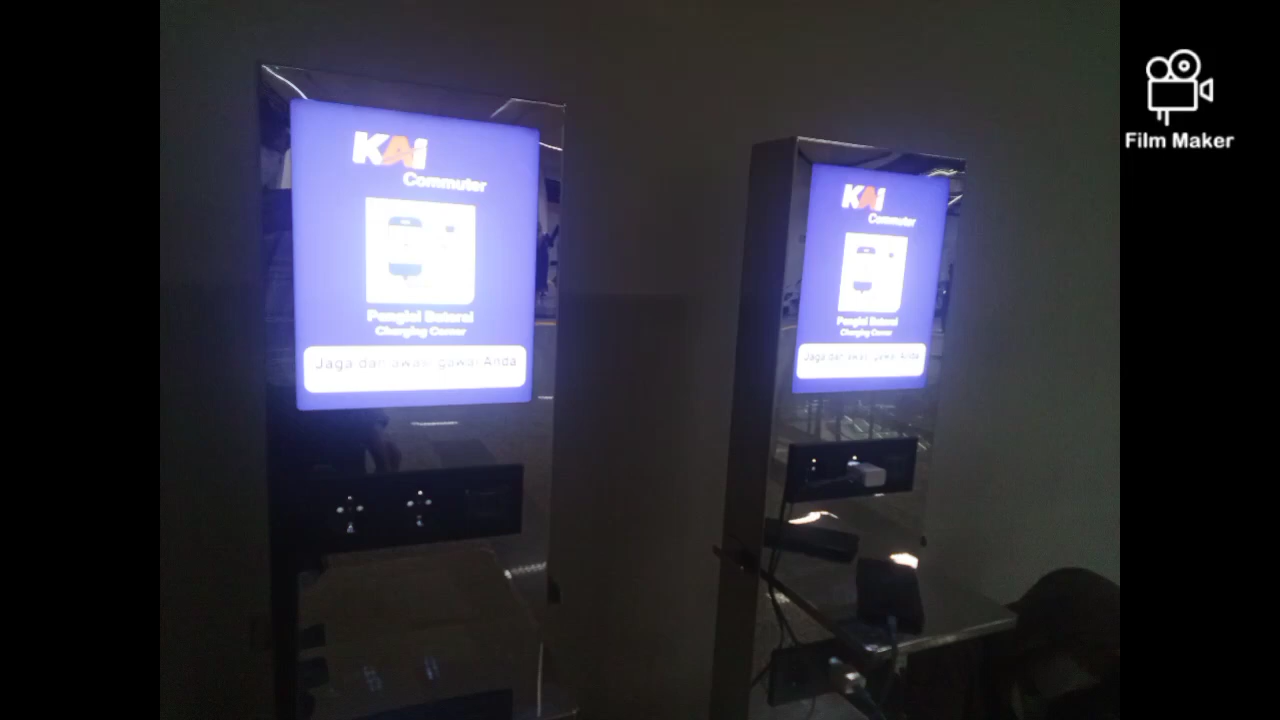 KAI
Commuter
Pengisi Baterai
Charging Corner
Jaga dan awasi gawai Anda
KAI
Commuter
Pengisi Baterai
Charging Corner
Jaga dan awasi gawai Anda
Film Maker